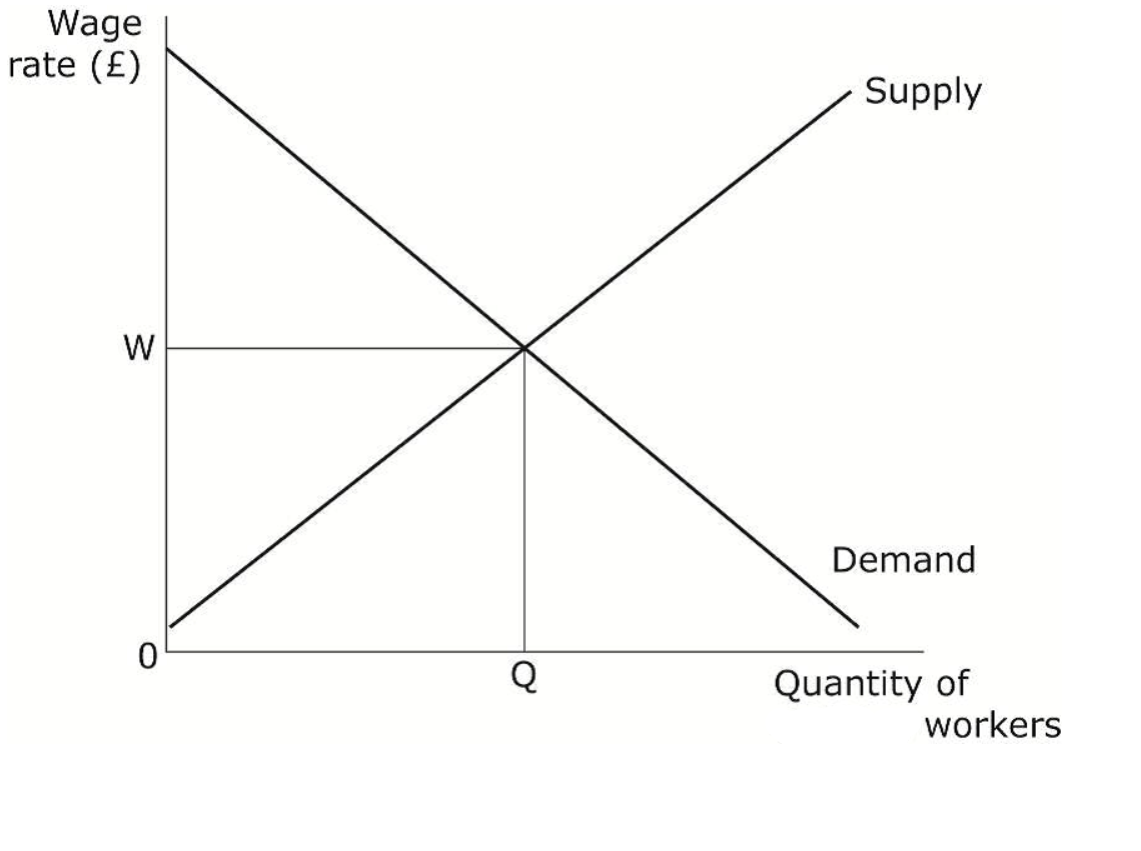 Wage
rate (£)
Supply
W
Demand
0
Q
Quantity of
workers